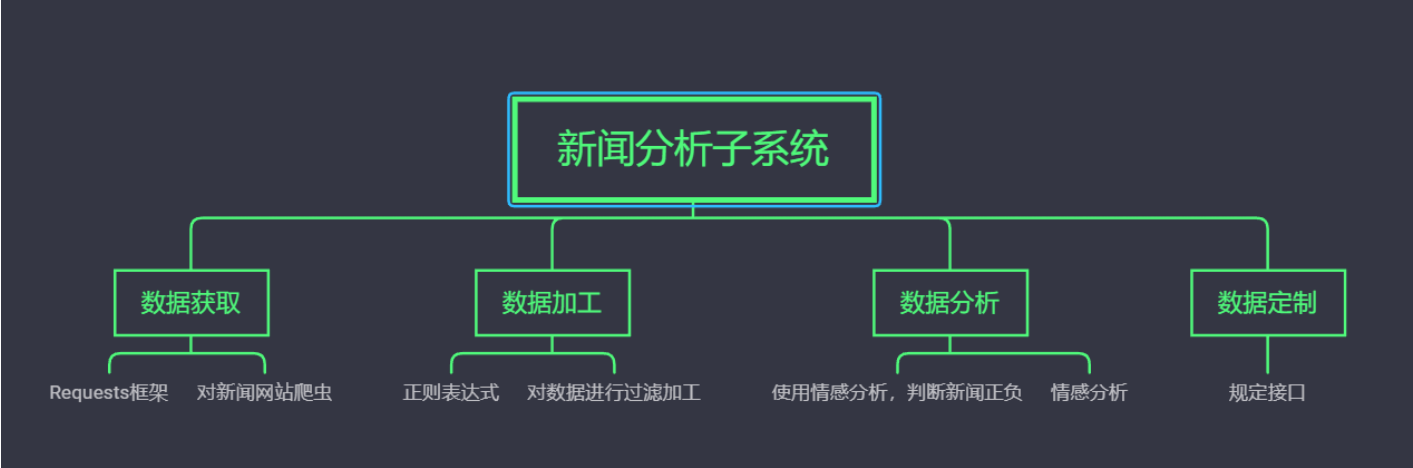 新闻分析子系统
数据获取
数据加工
数据分析
数据定制
Requests框架
对新闻网站爬虫
正则表达式
对数据进行过滤加工
使用情感分析，判断新闻正负
情感分析
规定接口